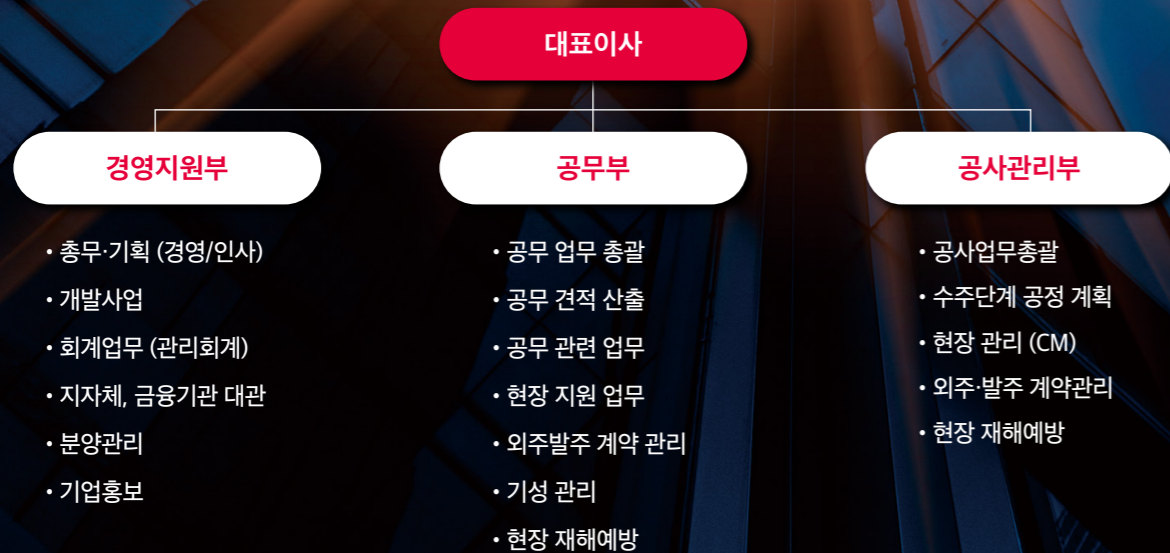 대표이사
경영지원부
• 총무·기획 (경영/인사)
• 개발사업
• 회계업무 (관리회계)
• 지자체, 금융기관 대관
• 분양관리
• 기업홍보
공무부
• 공무 업무 총괄
• 공무 견적 산출
• 공무 관련 업무
• 현장 지원 업무
• 외주발주 계약 관리
• 기성 관리
• 현장 재해예방
공사관리부
• 공사업무총괄
• 수주단계 공정 계획
• 현장 관리 (CM)
• 외주·발주 계약관리
• 현장 재해예방